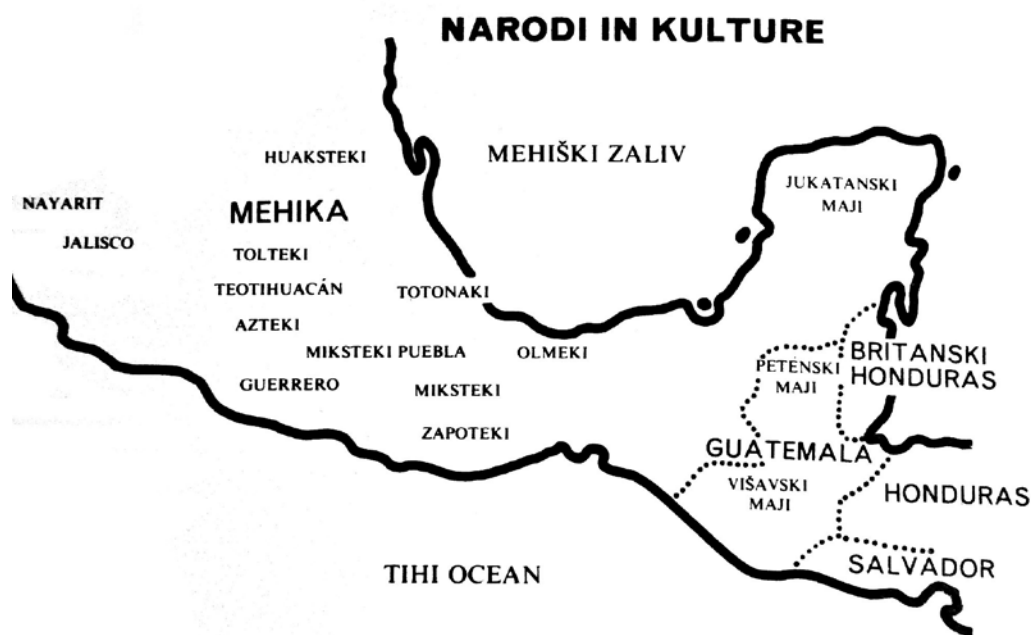 NARODI IN KULTURE
HUAKSTEKI
MEHIŠKI ZALIV
JUKATANSKI
MAJI
NAYARIT
MEHIKA
JALISCO
TOLTEKI
TEOTIHUACÁN
TOTONAKI
AZTEKI
MIKSTEKI PUEBLA
OLMEKI
BRITANSKI
HONDURAS
PETÉNSKI
MAJI
GUERRERO
MIKSTEKI
ZAPOTEKI
GUATEMALA
VIŠAVSKI
MAJI
HONDURAS
SALVADOR
TIHI OCEAN